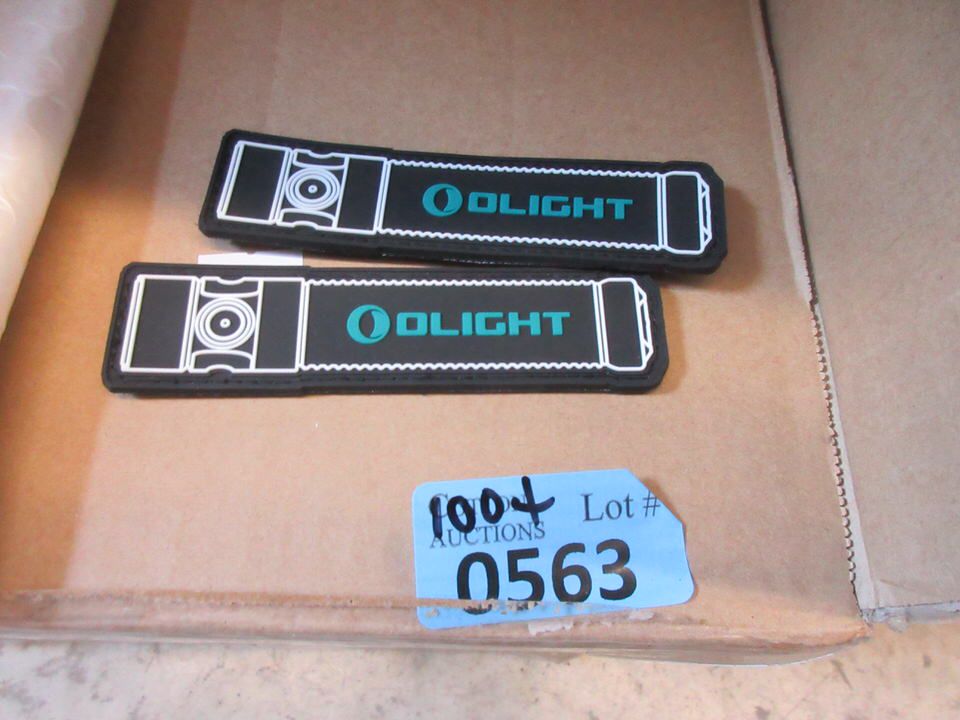 OLIGHT
OLIGHT
100+
Lot #
AUCTIONS
0563